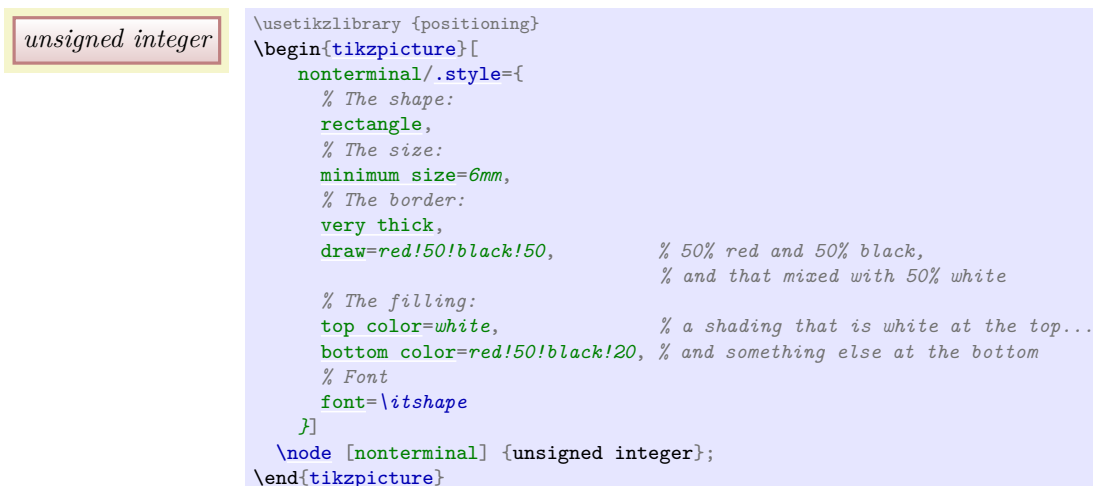 unsigned integer
\usetikzlibrary {positioning}
\begin{tikzpicture}[
    nonterminal/.style={
      % The shape:
      rectangle,
      % The size:
      minimum size=6mm,
      % The border:
      very thick,
      draw=red!50!black!50,         % 50% red and 50% black,
                                    % and that mixed with 50% white
      % The filling:
      top color=white,              % a shading that is white at the top...
      bottom color=red!50!black!20, % and something else at the bottom
      % Font
      font=\itshape
    }]
  \node [nonterminal] {unsigned integer};
\end{tikzpicture}